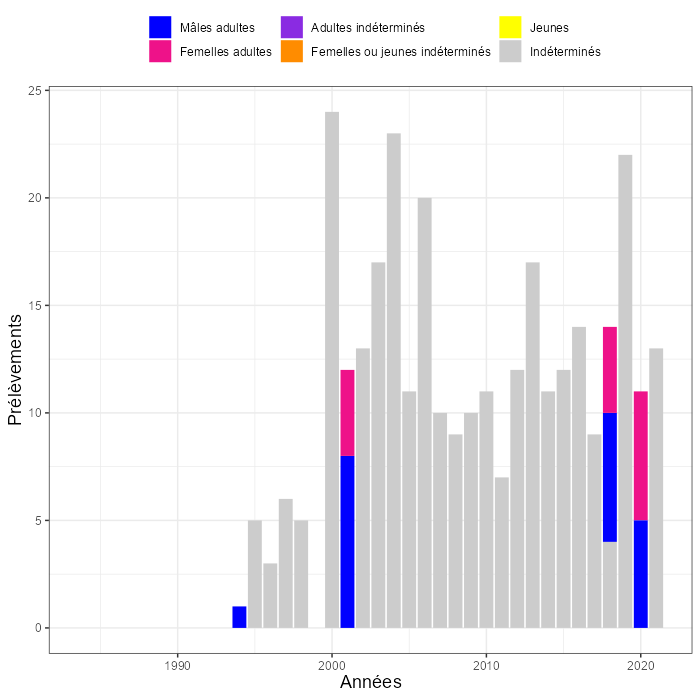 Mâles adultes Adultes indéterminés Jeunes
Femelles adultes Femelles ou jeunes indéterminés Indéterminés
Prélèvements
25
20
15
10
5
0
1990 2000 2010 2020
Années